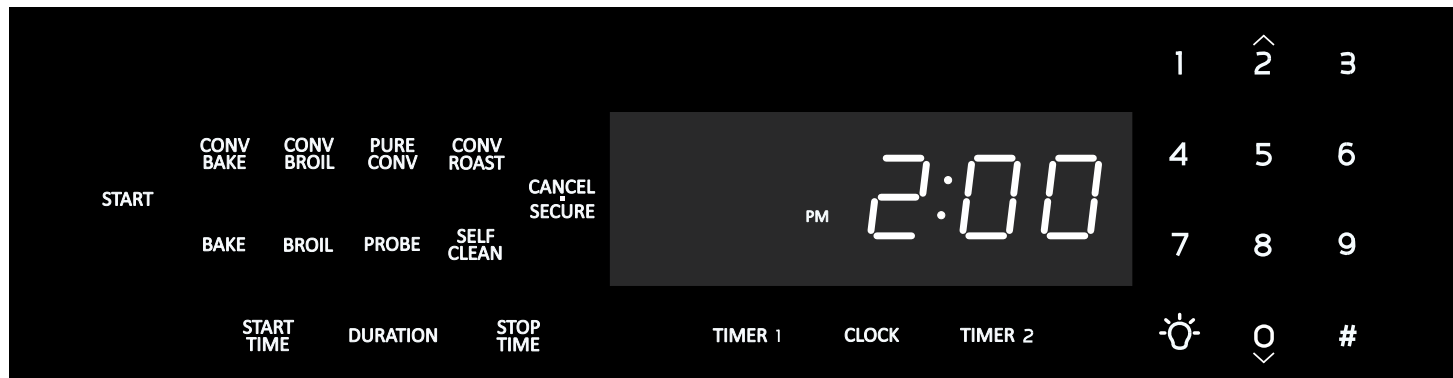 1 2 3
CONV BAKE
CONV BROIL
PURE CONV
CONV ROAST
4 5 6
START
CANCEL
SECURE
PM 2:00
BAKE
BROIL
PROBE
SELF CLEAN
7 8 9
START TIME
DURATION
STOP TIME
TIMER 1
CLOCK
TIMER 2
0 #